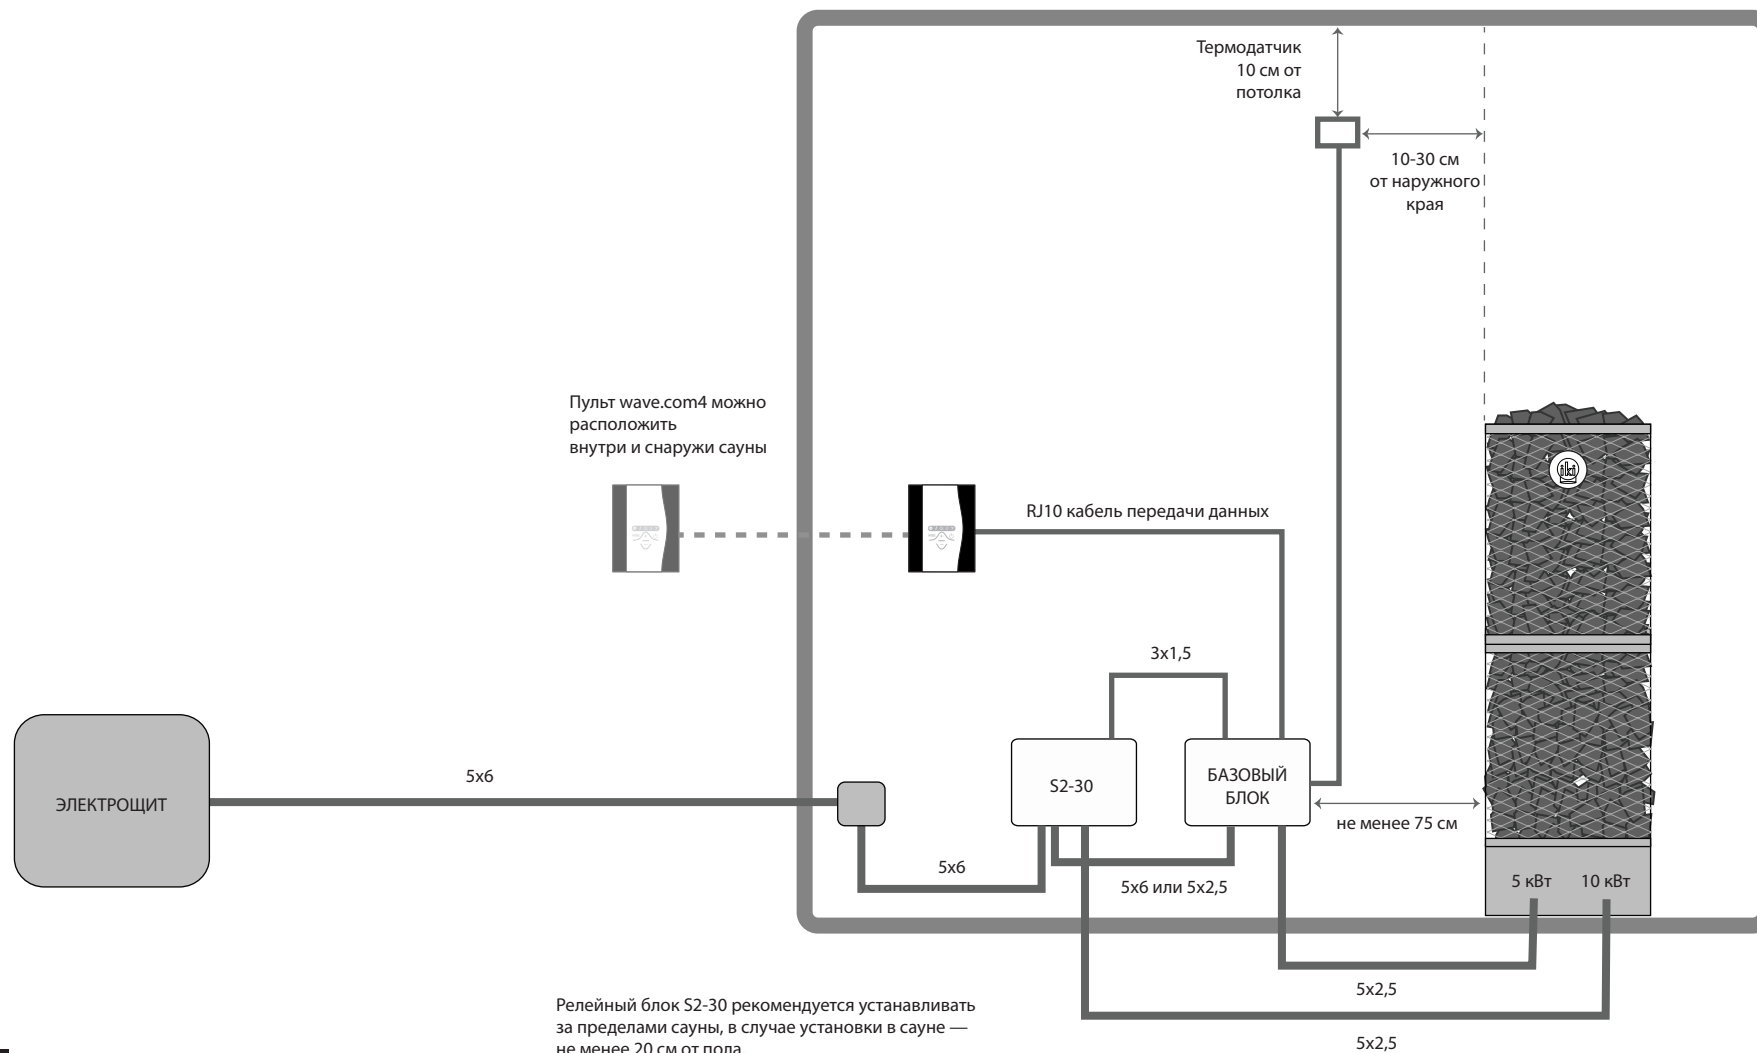 Термодатчик
10 см от
потолка
10-30 см
от наружного
края
Пульт wave.com4 можно
расположить
внутри и снаружи сауны
RJ10 кабель передачи данных
iki
3x1,5
ЭЛЕКТРОЩИТ
5x6
S2-30
БАЗОВЫЙ
БЛОК
не менее 75 см
5x6
5x6 или 5x2,5
5 кВт
10 кВт
5x2,5
5x2,5
Релейный блок S2-30 рекомендуется устанавливать
за пределами сауны, в случае установки в сауне —
не менее 20 см от пола